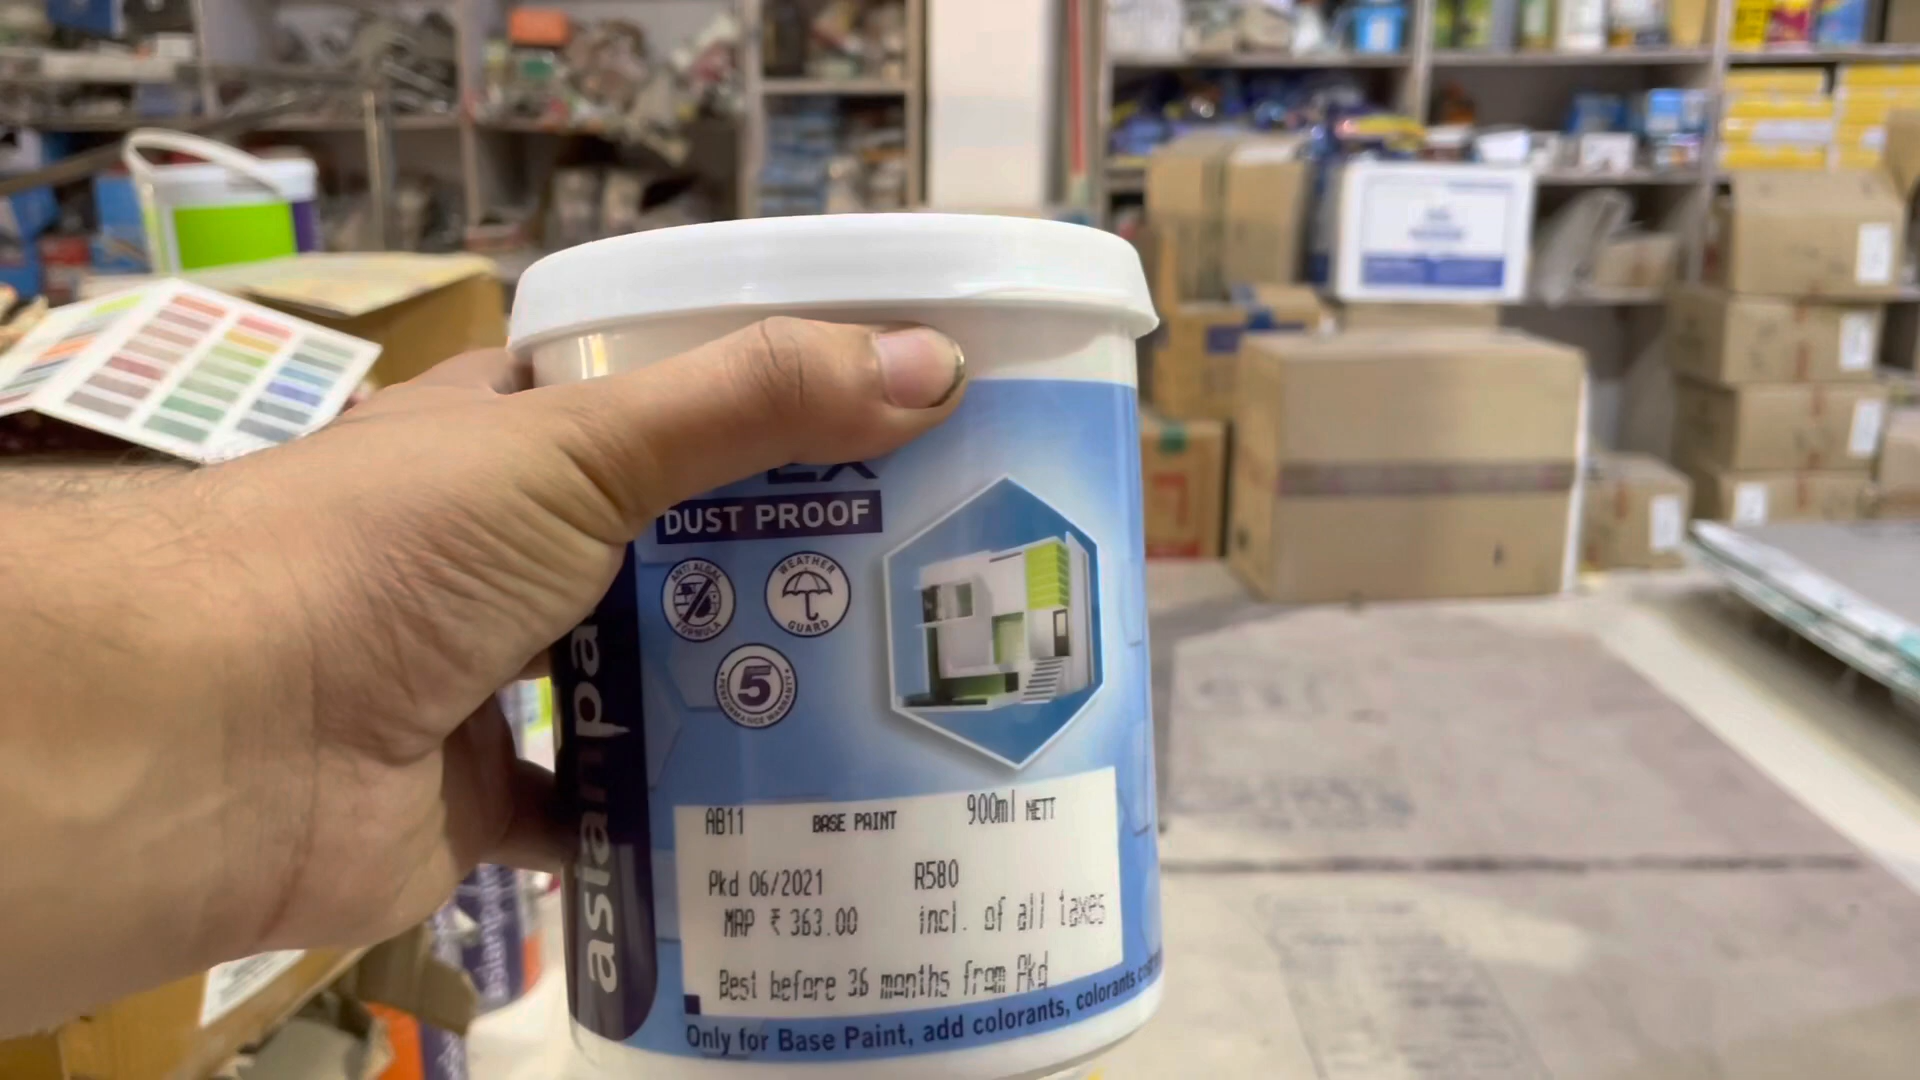 EX
DUST PROOF
ANTI ALGAL
FORMULA
WEATHER
GUARD
5
PERFORMANCE WARRANTY
asian pa
AB11 BASE PAINT 900ml NETT
Pkd 06/2021 R580
MRP ₹ 363.00 incl. of all taxes
Best before 36 months from Pkd
Only for Base Paint, add colorants, colorants